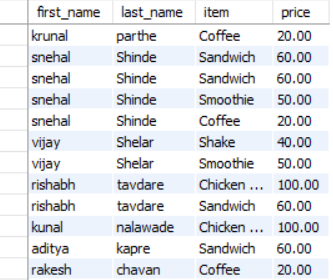 first_name last_name item price
krunal parthe Coffee 20.00
snehal Shinde Sandwich 60.00
snehal Shinde Sandwich 60.00
snehal Shinde Smoothie 50.00
snehal Shinde Coffee 20.00
vijay Shelar Shake 40.00
vijay Shelar Smoothie 50.00
rishabh tavdare Chicken ... 100.00
rishabh tavdare Sandwich 60.00
kunal nalawade Chicken ... 100.00
aditya kapre Sandwich 60.00
rakesh chavan Coffee 20.00